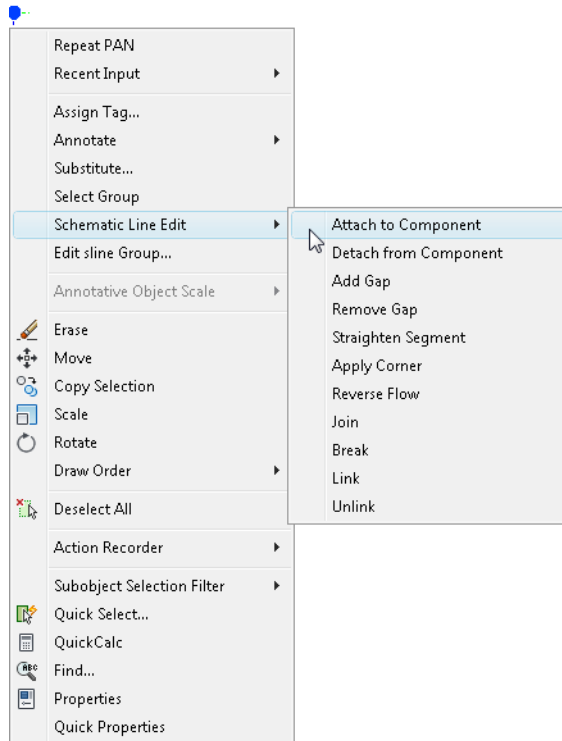 Repeat PAN
Recent Input
Assign Tag...
Annotate
Substitute...
Select Group
Schematic Line Edit
Edit sline Group...
Annotative Object Scale
Erase
Move
Copy Selection
Scale
Rotate
Draw Order
Deselect All
Action Recorder
Subobject Selection Filter
Quick Select...
QuickCalc
Find...
Properties
Quick Properties
Attach to Component
Detach from Component
Add Gap
Remove Gap
Straighten Segment
Apply Corner
Reverse Flow
Join
Break
Link
Unlink